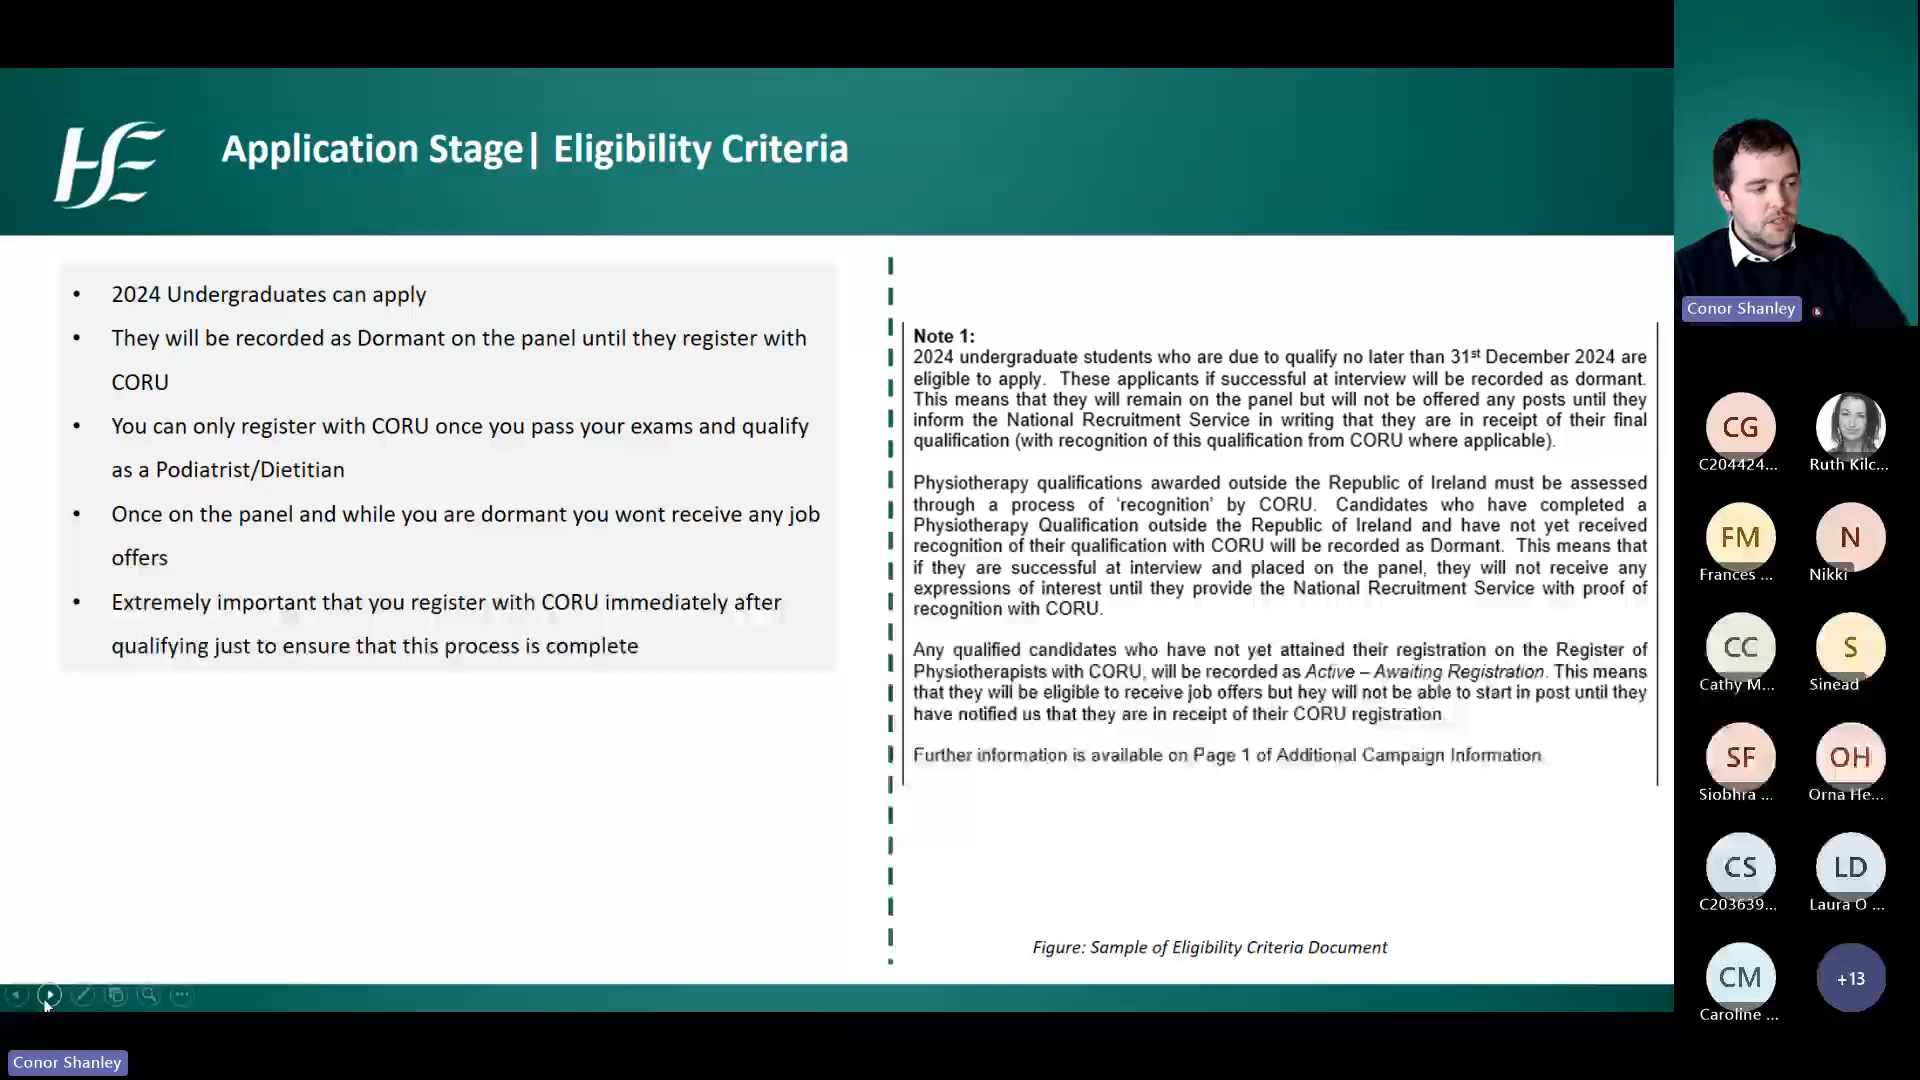 HSE
Application Stage| Eligibility Criteria
• 2024 Undergraduates can apply
• They will be recorded as Dormant on the panel until they register with
CORU
• You can only register with CORU once you pass your exams and qualify
as a Podiatrist/Dietitian
• Once on the panel and while you are dormant you wont receive any job
offers
• Extremely important that you register with CORU immediately after
qualifying just to ensure that this process is complete
Note 1:
2024 undergraduate students who are due to qualify no later than 31st December 2024 are
eligible to apply. These applicants if successful at interview will be recorded as dormant.
This means that they will remain on the panel but will not be offered any posts until they
inform the National Recruitment Service in writing that they are in receipt of their final
qualification (with recognition of this qualification from CORU where applicable).
Physiotherapy qualifications awarded outside the Republic of Ireland must be assessed
through a process of ‘recognition’ by CORU. Candidates who have completed a
Physiotherapy Qualification outside the Republic of Ireland and have not yet received
recognition of their qualification with CORU will be recorded as Dormant. This means that
if they are successful at interview and placed on the panel, they will not receive any
expressions of interest until they provide the National Recruitment Service with proof of
recognition with CORU.
Any qualified candidates who have not yet attained their registration on the Register of
Physiotherapists with CORU, will be recorded as Active – Awaiting Registration. This means
that they will be eligible to receive job offers but hey will not be able to start in post until they
have notified us that they are in receipt of their CORU registration.
Further information is available on Page 1 of Additional Campaign Information.
Figure: Sample of Eligibility Criteria Document
Conor Shanley
Conor Shanley
CG
C204424...
Ruth Kilc...
FM
Frances ...
N
Nikki
CC
Cathy M...
S
Sinead
SF
Siobhra ...
OH
Orna He...
CS
C203639...
LD
Laura O ...
CM
Caroline ...
+13